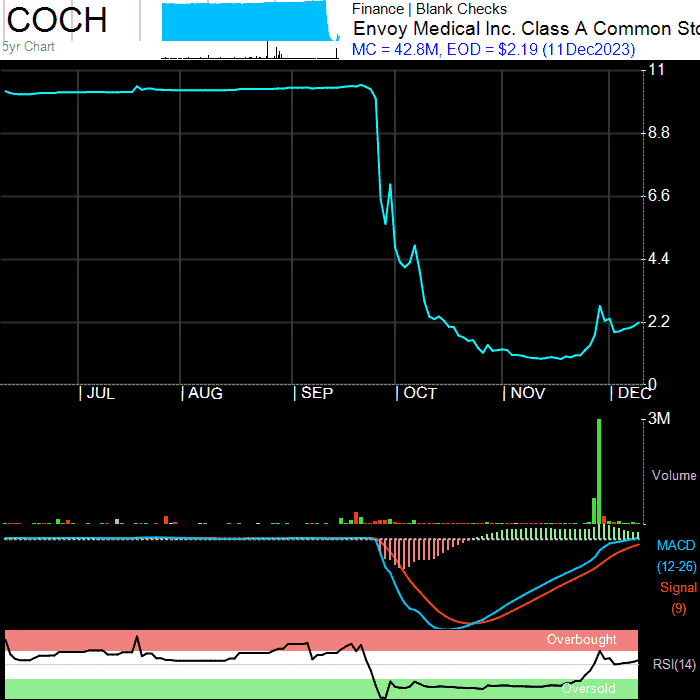 COCH
5yr Chart
Finance | Blank Checks
Envoy Medical Inc. Class A Common Sto
MC = 42.8M, EOD = $2.19 (11Dec2023)
11
8.8
6.6
4.4
2.2
0
| JUL | AUG | SEP | OCT | NOV | DEC
3M
Volume
MACD
(12-26)
Signal
(9)
Overbought
RSI(14)
Oversold